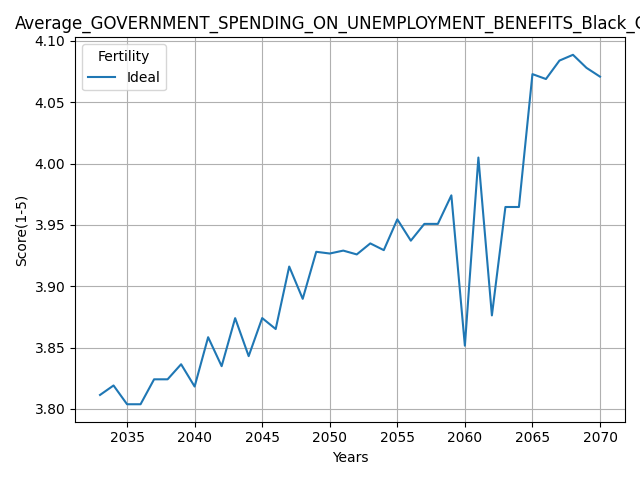 Average_GOVERNMENT_SPENDING_ON_UNEMPLOYMENT_BENEFITS_Black_
Fertility
Ideal
4.10
4.05
4.00
3.95
3.90
3.85
3.80
Score(1-5)
2035 2040 2045 2050 2055 2060 2065 2070
Years